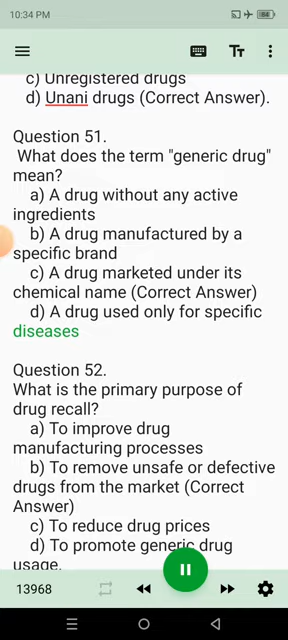 10:34 PM
c) Unregistered drugs
d) Unani drugs (Correct Answer).
Question 51.
What does the term "generic drug"
mean?
a) A drug without any active
ingredients
b) A drug manufactured by a
specific brand
c) A drug marketed under its
chemical name (Correct Answer)
d) A drug used only for specific
diseases
Question 52.
What is the primary purpose of
drug recall?
a) To improve drug
manufacturing processes
b) To remove unsafe or defective
drugs from the market (Correct
Answer)
c) To reduce drug prices
d) To promote generic drug
usage.
13968